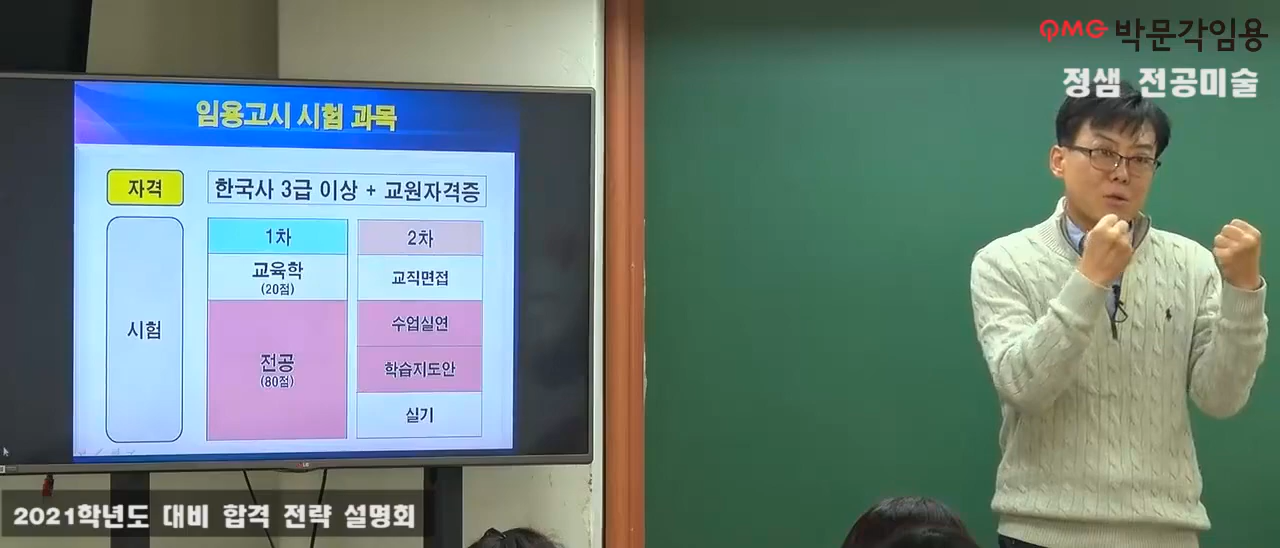 PMG 박문각임용
정샘 전공미술
임용고시 시험 과목
자격
한국사 3급 이상 + 교원자격증
시험
1차
교육학
(20점)
전공
(80점)
2차
교직면접
수업실연
학습지도안
실기
LG
2021학년도 대비 합격 전략 설명회